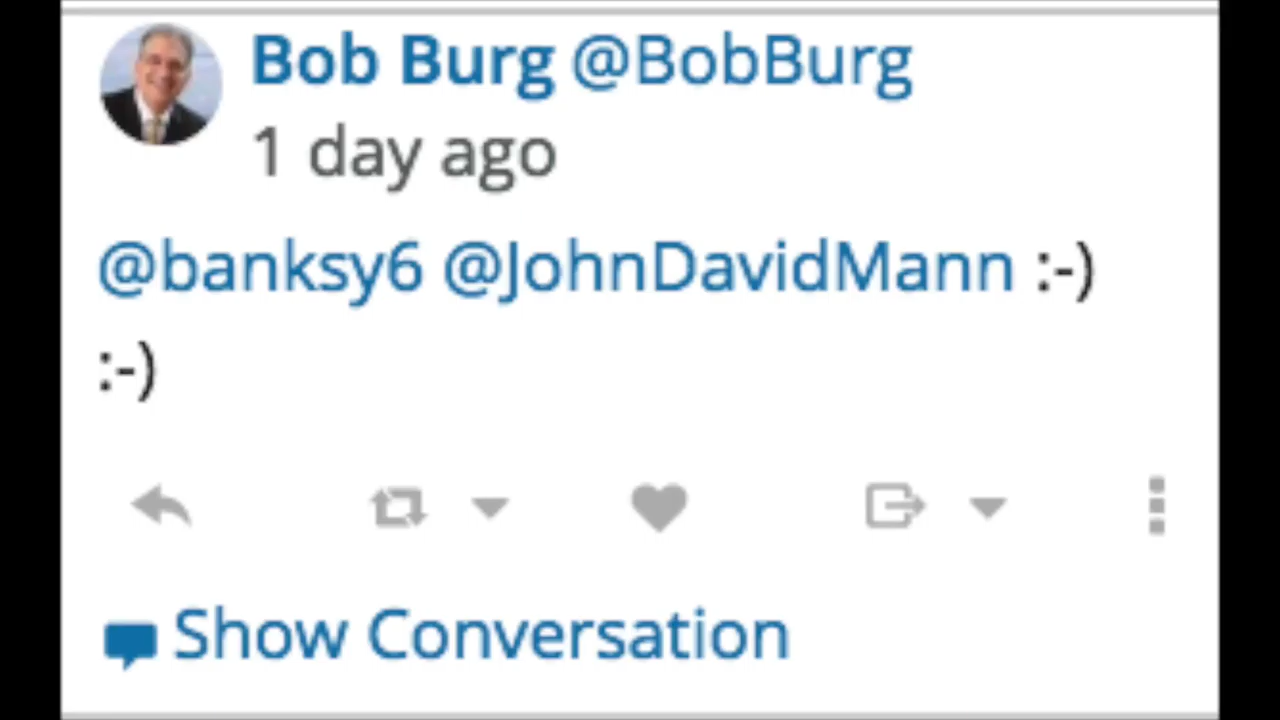 Bob Burg @BobBurg
1 day ago
@banksy6 @JohnDavidMann :-)
:-)
Show Conversation